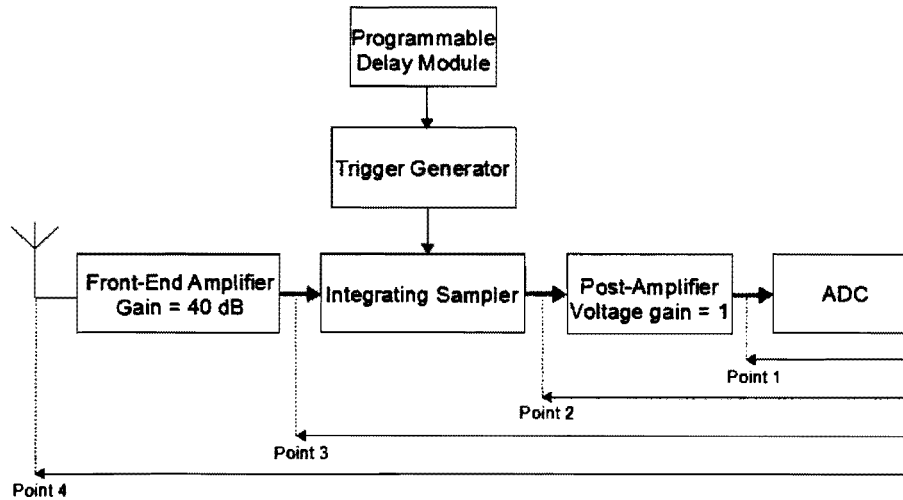 Programmable
Delay Module
Trigger Generator
Front-End Amplifier
Gain = 40 dB
Integrating Sampler
Post-Amplifier
Voltage gain = 1
ADC
Point 1
Point 2
Point 3
Point 4